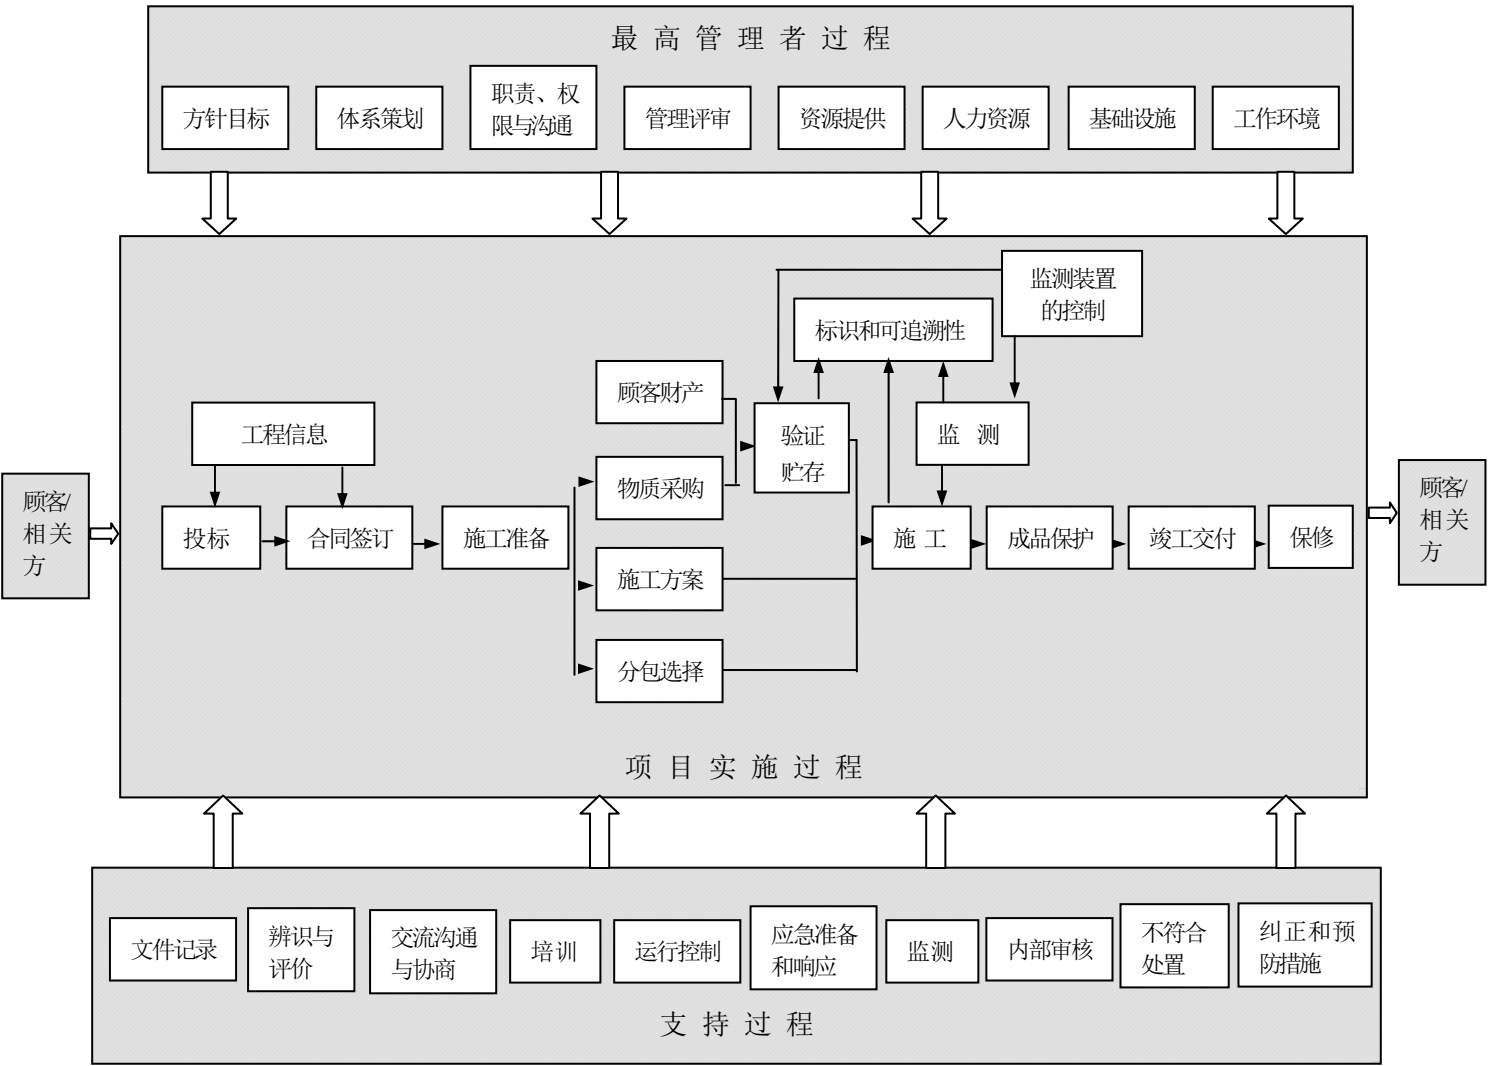 最高管理者过程
方针目标
体系策划
职责、权
限与沟通
管理评审
资源提供
人力资源
基础设施
工作环境
监测装置
的控制
标识和可追溯性
顾客财产
工程信息
验证
贮存
监 测
物质采购
顾客/
相关
方
投标
合同签订
施工准备
施工方案
分包选择
施 工
成品保护
竣工交付
保修
顾客/
相关
方
项目实施过程
文件记录
辨识与
评价
交流沟通
与协商
培训
运行控制
应急准备
和响应
监测
内部审核
不符合
处置
纠正和预
防措施
支持过程